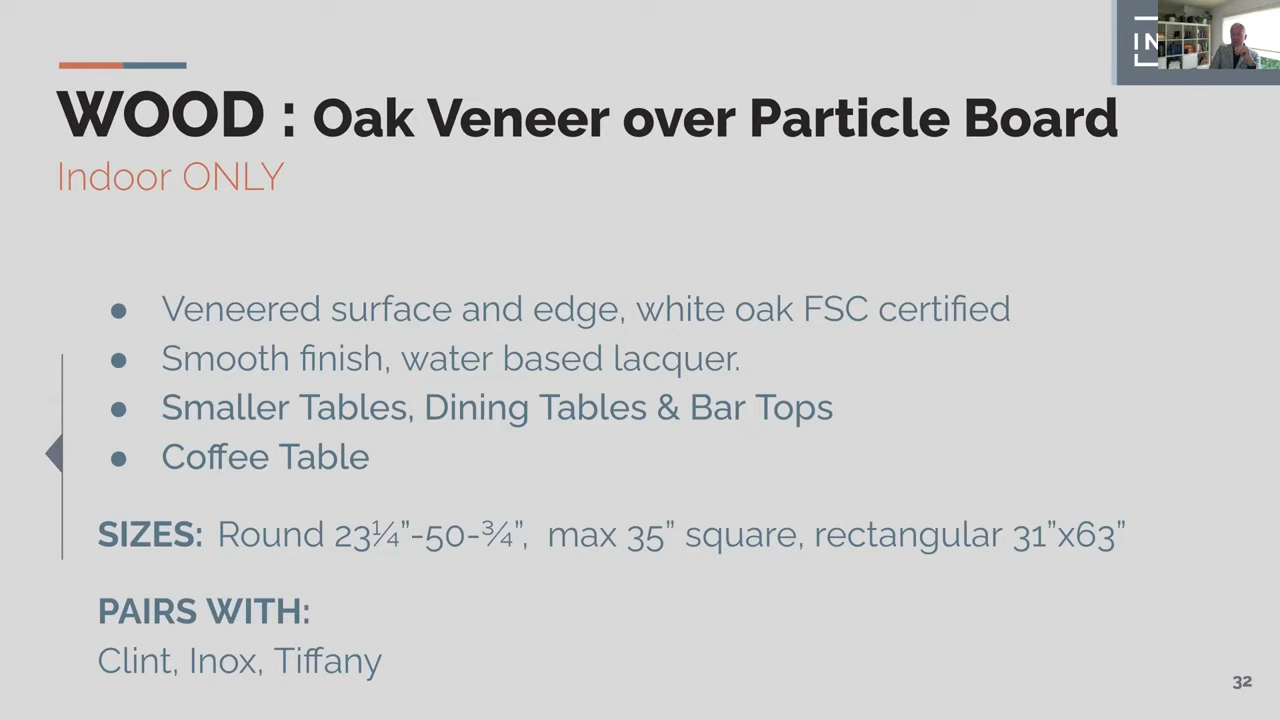 IN
WOOD : Oak Veneer over Particle Board
Indoor ONLY
● Veneered surface and edge, white oak FSC certified
● Smooth finish, water based lacquer.
● Smaller Tables, Dining Tables & Bar Tops
● Coffee Table
SIZES: Round 23¼”-50-¾”, max 35” square, rectangular 31”x63”
PAIRS WITH:
Clint, Inox, Tiffany
32